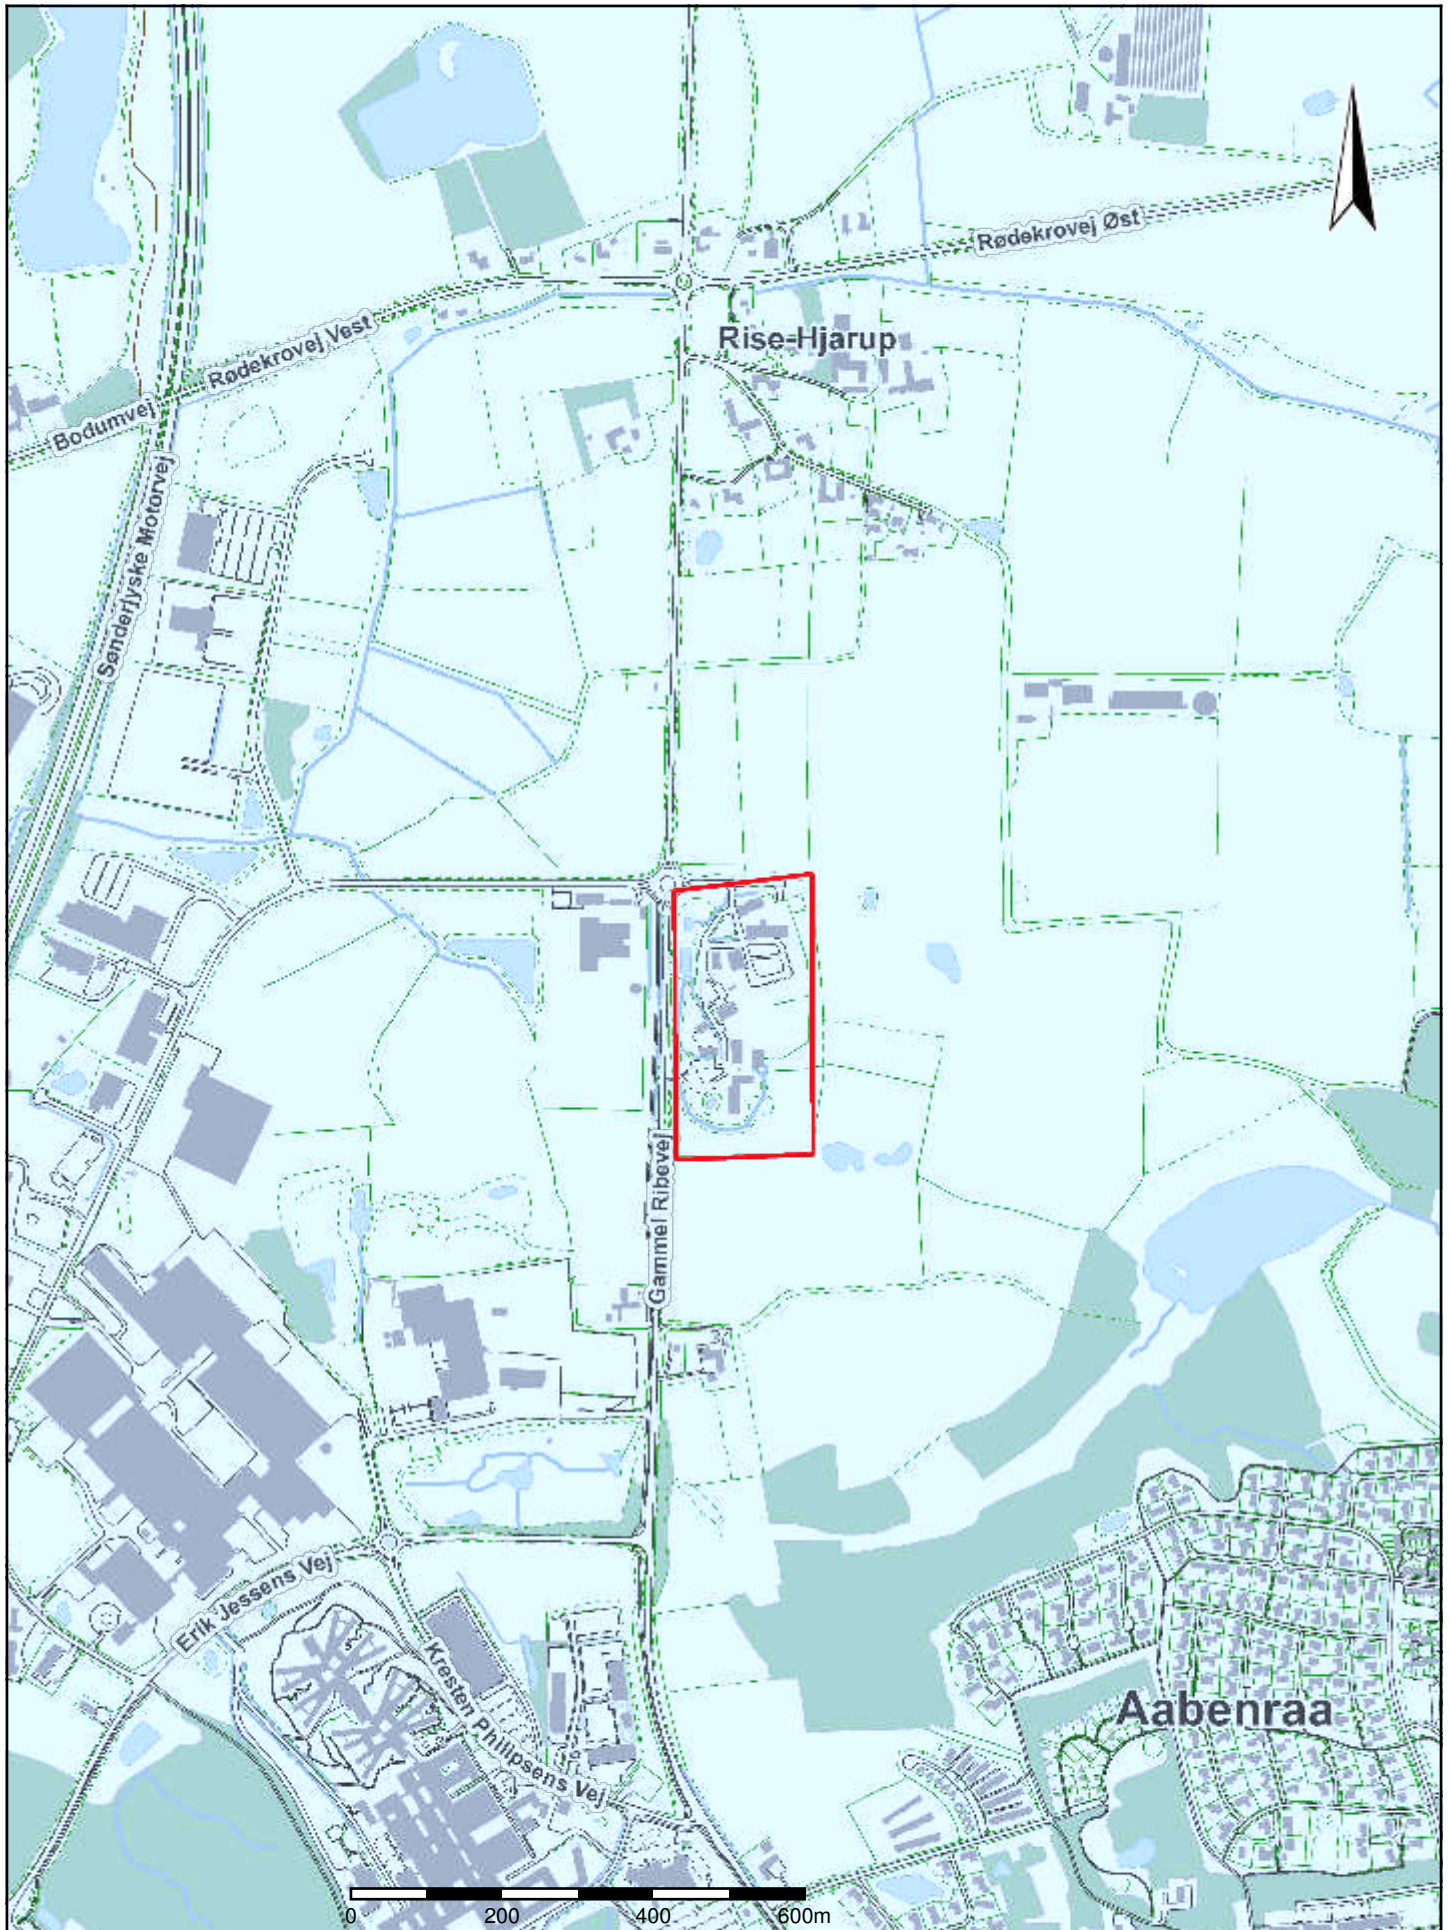 Rødekrovej Øst
Rise-Hjarup
Rødekrovej Vest
Bodumvej
Sønderjyske Motorvej
Gammel Ribevej
Erik Jessens Vej
Kresten Philipsens Vej
Aabenraa
0 200 400 600m